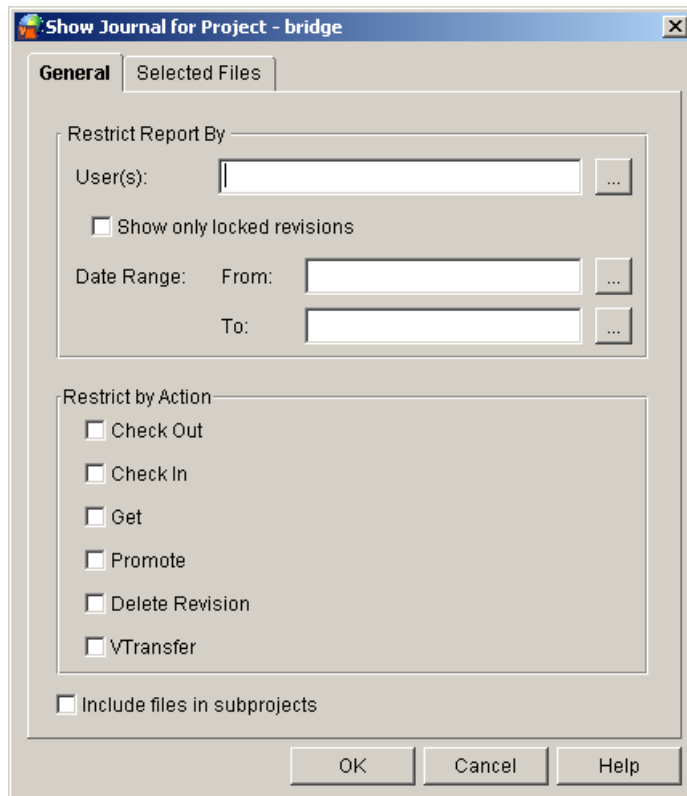 Show Journal for Project - bridge
General Selected Files
Restrict Report By
User(s): ...
Show only locked revisions
Date Range: From: ...
To: ...
Restrict by Action
Check Out
Check In
Get
Promote
Delete Revision
VTransfer
Include files in subprojects
OK Cancel Help